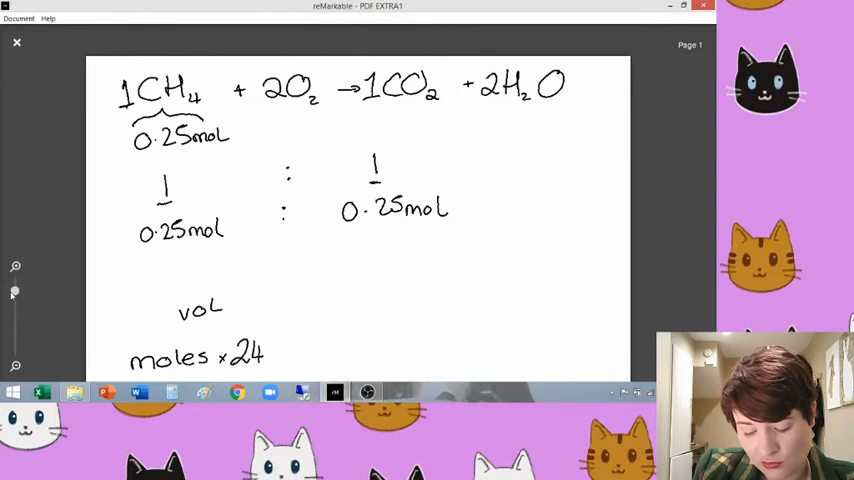 reMarkable - PDF EXTRA1
Document Help
Page 1
1CH₄ + 2O₂ → 1CO₂ + 2H₂O
0.25mol
1 : 1
0.25mol : 0.25mol
vol
moles × 24